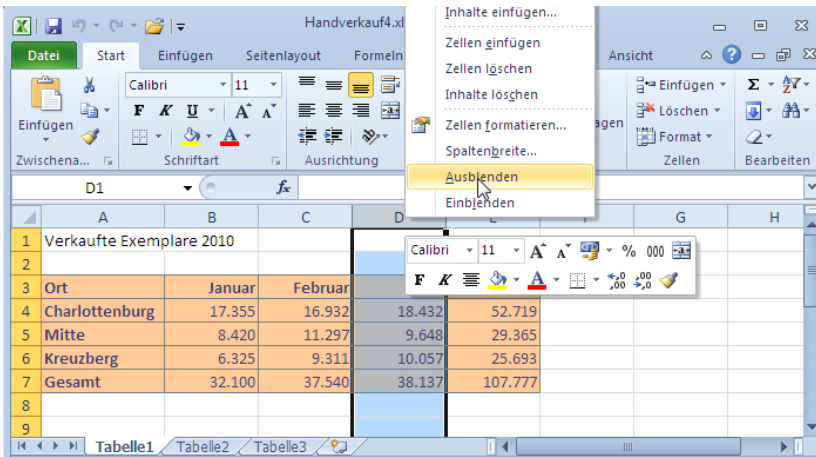 Handverkauf4.xl
Datei Start Einfügen Seitenlayout Formeln Ansicht
Inhalte einfügen...
Zellen einfügen
Zellen löschen
Inhalte löschen
Zellen formatieren...
Spaltenbreite...
Ausblenden
Einblenden
Calibri 11
F K U A A
Einfügen
Einfügen
Löschen
Format
agen
Zwischena... Schriftart Ausrichtung Zellen Bearbeiten
D1 fx
A B C D G H
Calibri 11 A A % 000
F K A
1 Verkaufte Exemplare 2010
2
3 Ort Januar Februar
4 Charlottenburg 17.355 16.932 18.432 52.719
5 Mitte 8.420 11.297 9.648 29.365
6 Kreuzberg 6.325 9.311 10.057 25.693
7 Gesamt 32.100 37.540 38.137 107.777
8
9
Tabelle1 Tabelle2 Tabelle3